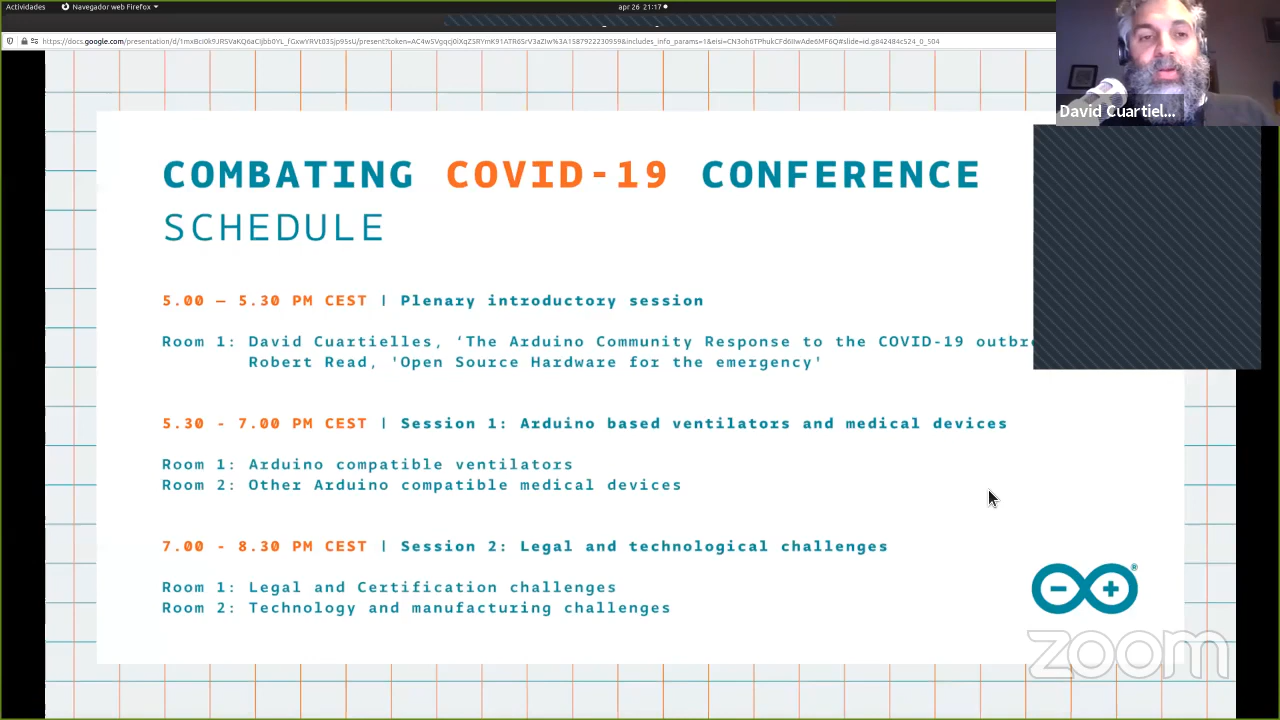 Actividades
Navegador web Firefox
apr 26 21:17
David Cuartiel...
COMBATING COVID-19 CONFERENCE
SCHEDULE
5.00 – 5.30 PM CEST | Plenary introductory session
Room 1: David Cuartielles, ‘The Arduino Community Response to the COVID-19 outbre
Robert Read, 'Open Source Hardware for the emergency'
5.30 - 7.00 PM CEST | Session 1: Arduino based ventilators and medical devices
Room 1: Arduino compatible ventilators
Room 2: Other Arduino compatible medical devices
7.00 - 8.30 PM CEST | Session 2: Legal and technological challenges
Room 1: Legal and Certification challenges
Room 2: Technology and manufacturing challenges
®
zoom